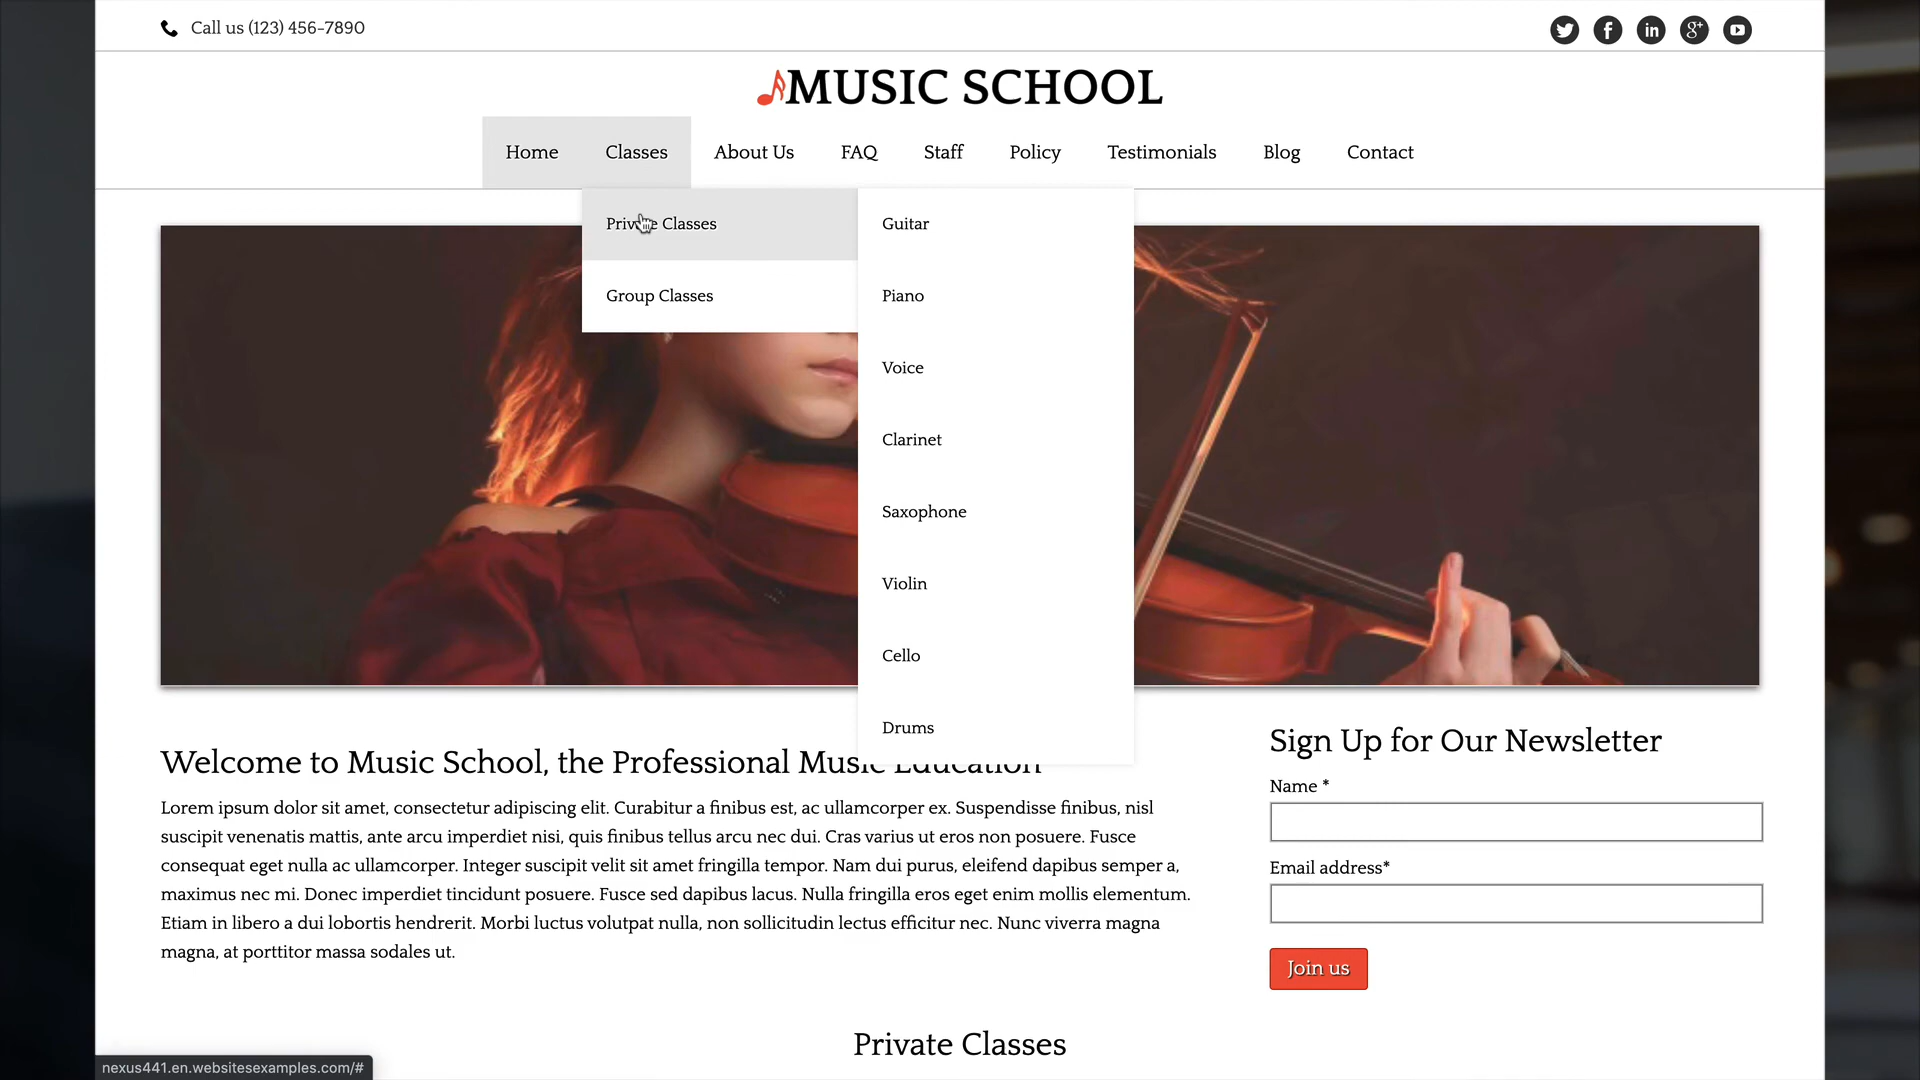 Call us (123) 456-7890
MUSIC SCHOOL
Home Classes About Us FAQ Staff Policy Testimonials Blog Contact
Private Classes
Group Classes
Guitar
Piano
Voice
Clarinet
Saxophone
Violin
Cello
Drums
Welcome to Music School, the Professional Music Education
Lorem ipsum dolor sit amet, consectetur adipiscing elit. Curabitur a finibus est, ac ullamcorper ex. Suspendisse finibus, nisl
suscipit venenatis mattis, ante arcu imperdiet nisi, quis finibus tellus arcu nec dui. Cras varius ut eros non posuere. Fusce
consequat eget nulla ac ullamcorper. Integer suscipit velit sit amet fringilla tempor. Nam dui purus, eleifend dapibus semper a,
maximus nec mi. Donec imperdiet tincidunt posuere. Fusce sed dapibus lacus. Nulla fringilla eros eget enim mollis elementum.
Etiam in libero a dui lobortis hendrerit. Morbi luctus volutpat nulla, non sollicitudin lectus efficitur nec. Nunc viverra magna
magna, at porttitor massa sodales ut.
Sign Up for Our Newsletter
Name *
Email address*
Join us
Private Classes
nexus441.en.websitesexamples.com/#